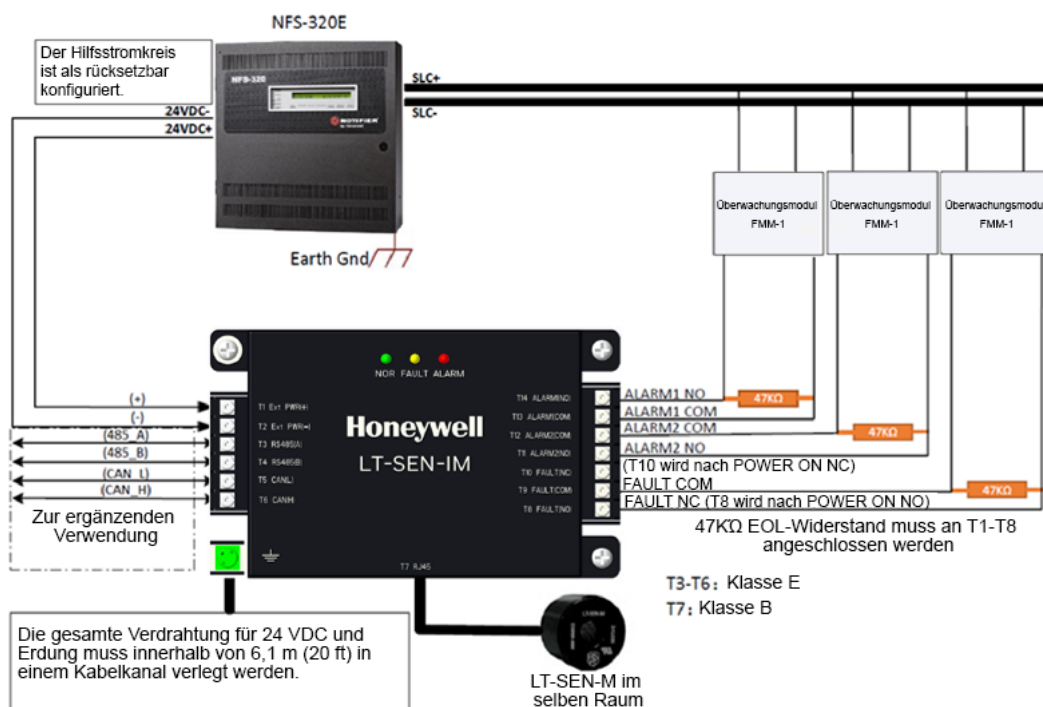 NFS-320E
Der Hilfsstromkreis
ist als rücksetzbar
konfiguriert.
NFS-320
NOTIFIER
SLC+
SLC-
24VDC-
24VDC+
Earth Gnd
Überwachungsmodul
FMM-1
Überwachungsmodul
FMM-1
Überwachungsmodul
FMM-1
NOR FAULT ALARM
Honeywell
LT-SEN-IM
(+)
(-)
(485_A)
(485_B)
(CAN_L)
(CAN_H)
Zur ergänzenden
Verwendung
T1 Ext PWR(+)
T2 Ext PWR(-)
T3 RS485(A)
T4 RS485(B)
T5 CAN(L)
T6 CAN(H)
T14 ALARM1(NO)
T13 ALARM1(COM)
T12 ALARM2(COM)
T11 ALARM2(NO)
T10 FAULT(NC)
T9 FAULT(COM)
T8 FAULT(NO)
T7 RJ45
ALARM1 NO
47KΩ
ALARM1 COM
ALARM2 COM
47KΩ
ALARM2 NO
(T10 wird nach POWER ON NC)
FAULT COM
47KΩ
FAULT NC (T8 wird nach POWER ON NO)
47KΩ EOL-Widerstand muss an T1-T8
angeschlossen werden
T3-T6: Klasse E
T7: Klasse B
Die gesamte Verdrahtung für 24 VDC und
Erdung muss innerhalb von 6,1 m (20 ft) in
einem Kabelkanal verlegt werden.
LT-SEN-M im
selben Raum